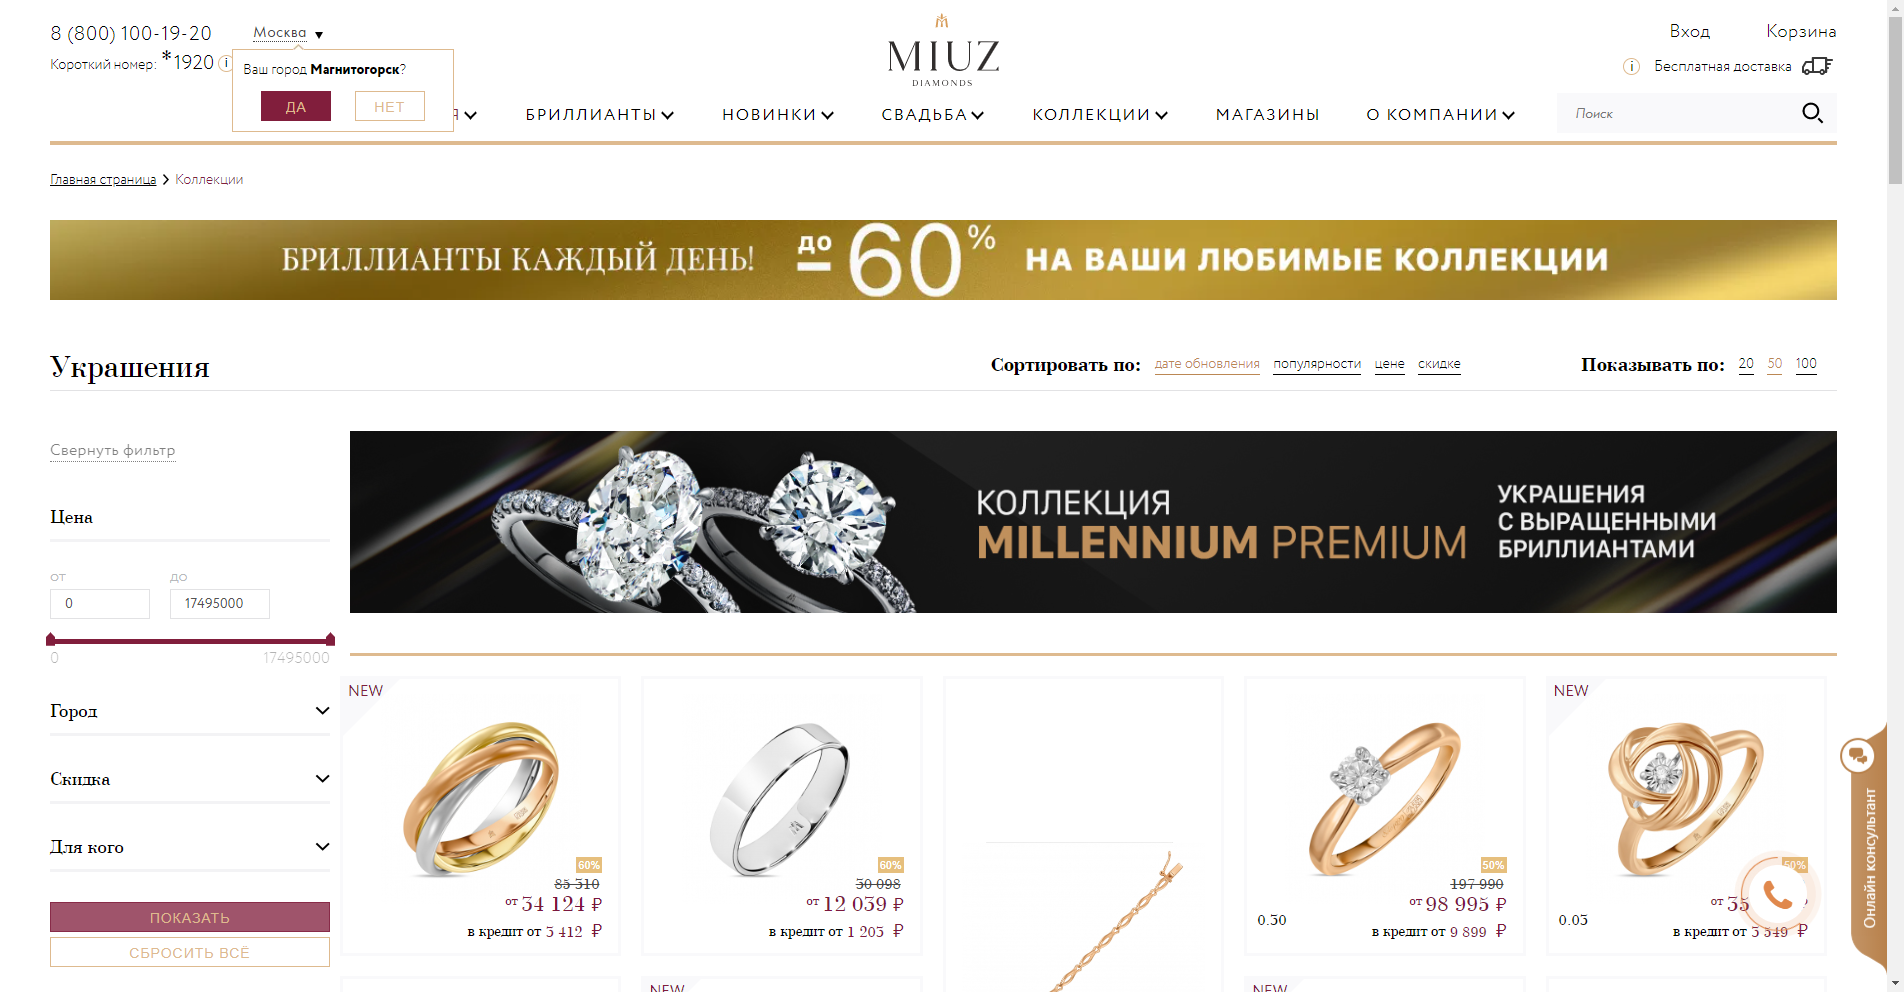 8 (800) 100-19-20
Москва
Короткий номер: *1920
Ваш город Магнитогорск?
ДА
НЕТ
MIUZ
DIAMONDS
Вход
Корзина
Бесплатная доставка
БРИЛЛИАНТЫ
НОВИНКИ
СВАДЬБА
КОЛЛЕКЦИИ
МАГАЗИНЫ
О КОМПАНИИ
Поиск
Главная страница
Коллекции
БРИЛЛИАНТЫ КАЖДЫЙ ДЕНЬ! ДО – 60% НА ВАШИ ЛЮБИМЫЕ КОЛЛЕКЦИИ
Украшения
Сортировать по: дате обновления популярности цене скидке
Показывать по: 20 50 100
Свернуть фильтр
Цена
от
до
0
17495000
0
17495000
Город
Скидка
Для кого
ПОКАЗАТЬ
СБРОСИТЬ ВСЁ
КОЛЛЕКЦИЯ
MILLENNIUM PREMIUM
УКРАШЕНИЯ
С ВЫРАЩЕННЫМИ
БРИЛЛИАНТАМИ
NEW
60%
85 310
от 34 124 ₽
в кредит от 3 412 ₽
60%
30 098
от 12 039 ₽
в кредит от 1 203 ₽
50%
197 990
от 98 995 ₽
0.30
в кредит от 9 899 ₽
NEW
50%
от 35
0.03
в кредит от 3 549 ₽
Онлайн консультант
NEW
NEW